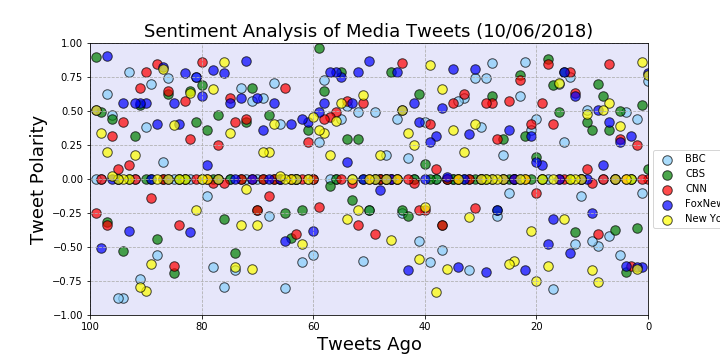 Sentiment Analysis of Media Tweets (10/06/2018)
Tweet Polarity
1.00
0.75
0.50
0.25
0.00
−0.25
−0.50
−0.75
−1.00
100
80
60
40
20
0
Tweets Ago
BBC
CBS
CNN
FoxNew
New Yo